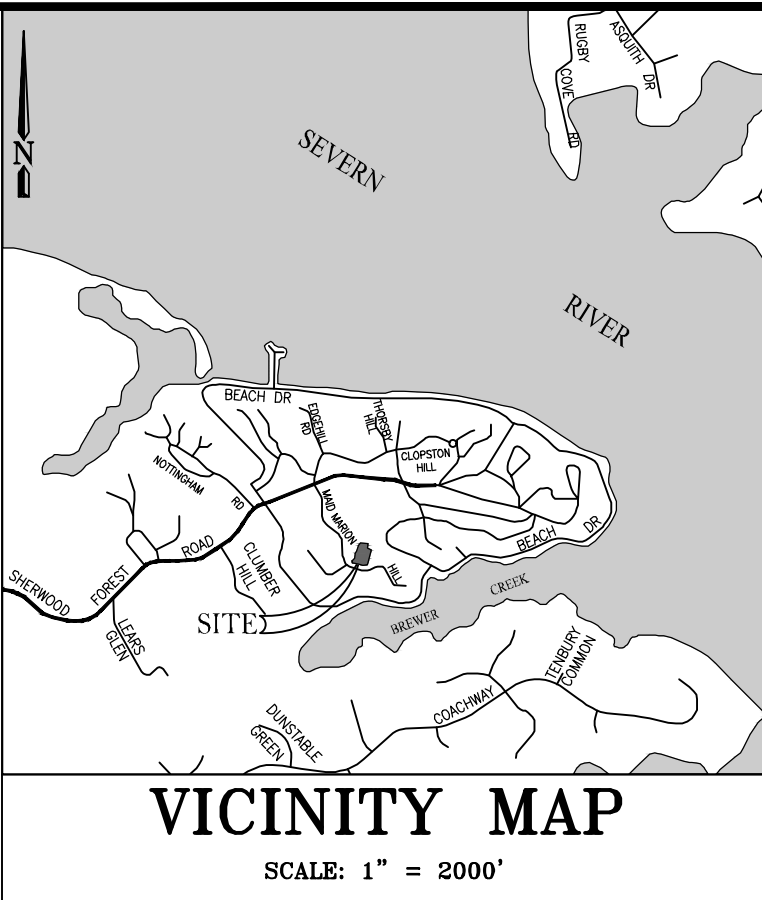 RUGBY
COVE
RD
ASQUITH DR
N
SEVERN
RIVER
BEACH DR
EDGEHILL
RD
THORSBY
HILL
CLOPSTON
HILL
NOTTINGHAM
RD
MAID MARION
HILL
BEACH
DR
SHERWOOD
FOREST
ROAD
CLUMBER
HILL
LEARS
GLEN
SITE
BREWER
CREEK
TENBURY
COMMON
COACHWAY
DUNSTABLE
GREEN
VICINITY MAP
SCALE: 1" = 2000'